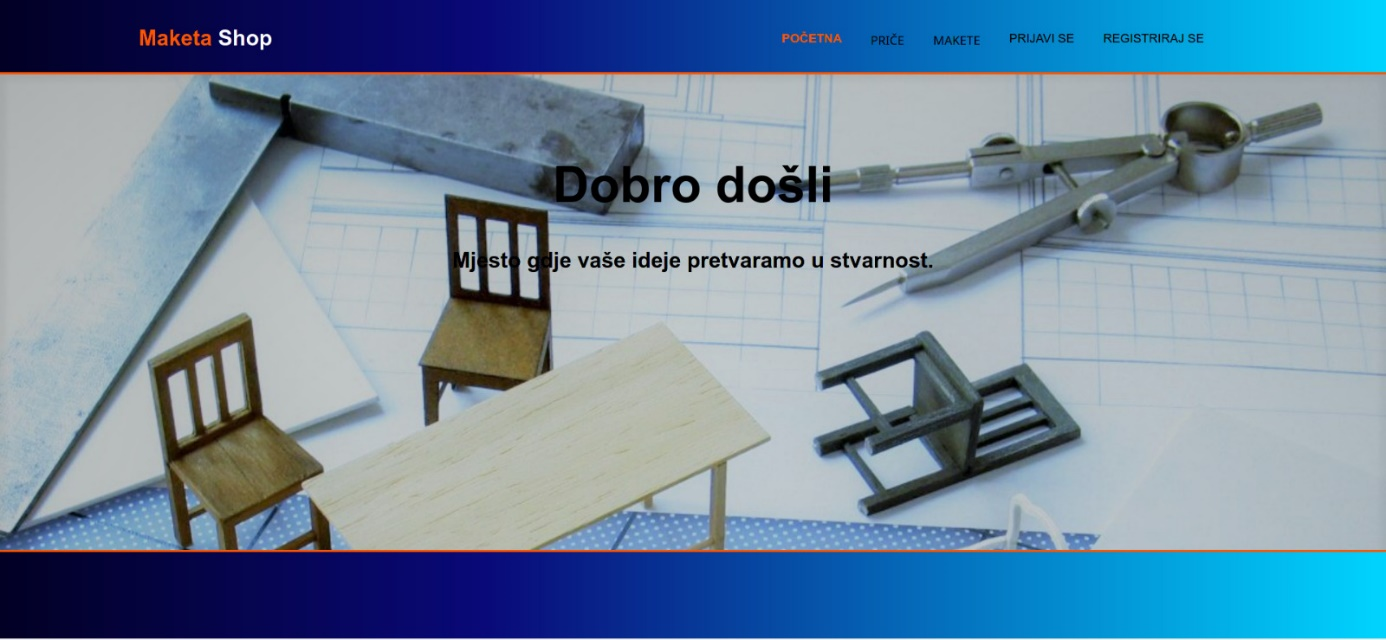 Maketa Shop
POČETNA PRIČE MAKETE PRIJAVI SE REGISTRIRAJ SE
Dobro došli
Mjesto gdje vaše ideje pretvaramo u stvarnost.